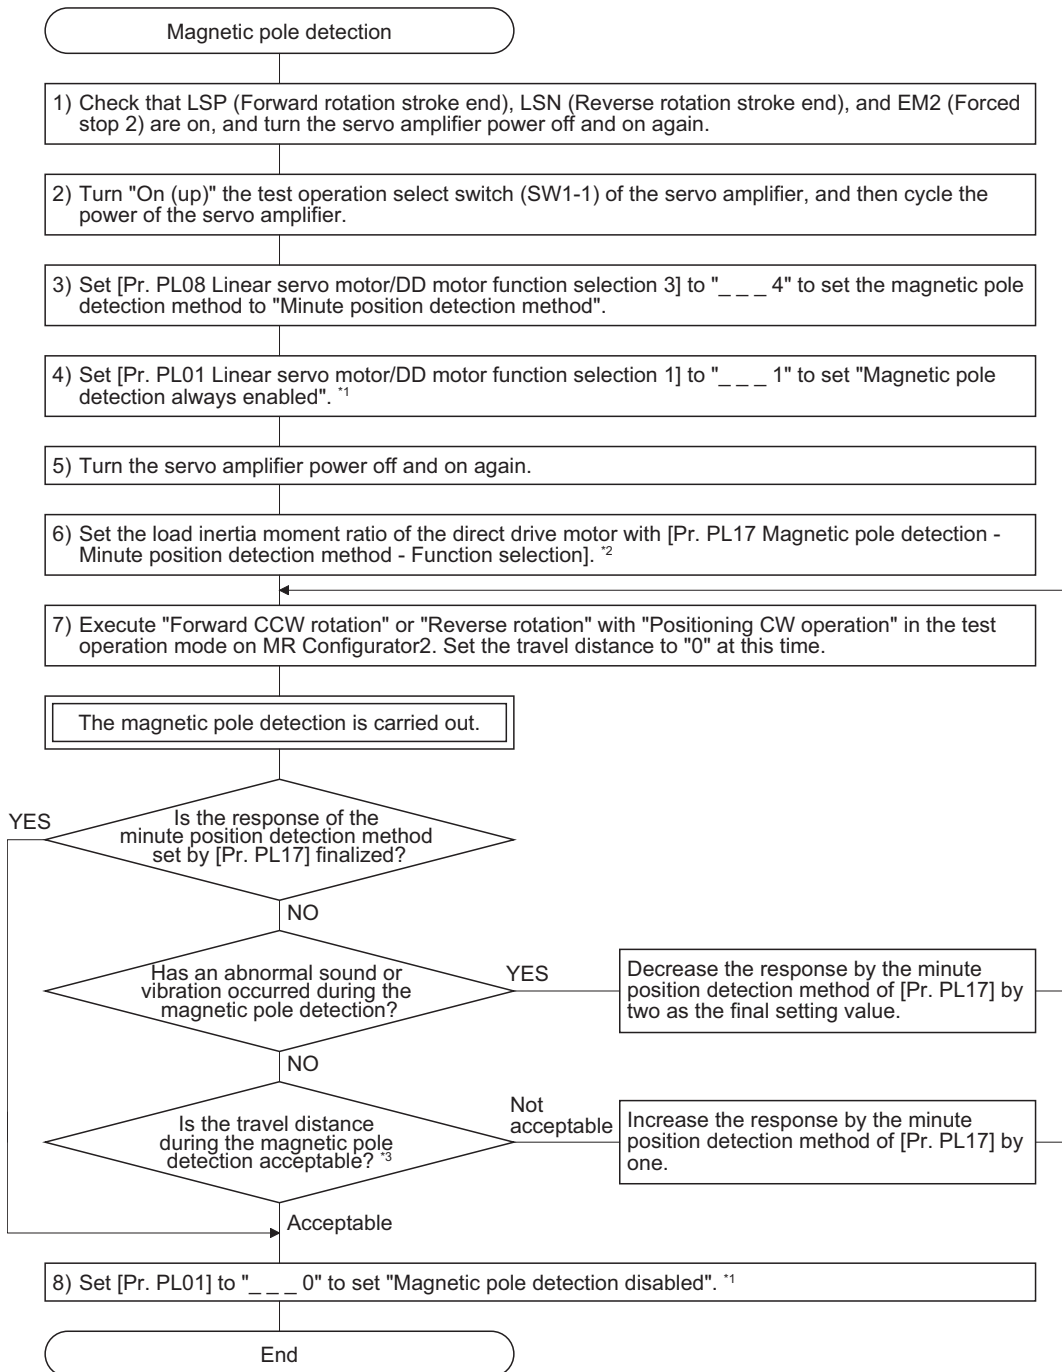 Magnetic pole detection
1) Check that LSP (Forward rotation stroke end), LSN (Reverse rotation stroke end), and EM2 (Forced
stop 2) are on, and turn the servo amplifier power off and on again.
2) Turn "On (up)" the test operation select switch (SW1-1) of the servo amplifier, and then cycle the
power of the servo amplifier.
3) Set [Pr. PL08 Linear servo motor/DD motor function selection 3] to "_ _ _ 4" to set the magnetic pole
detection method to "Minute position detection method".
4) Set [Pr. PL01 Linear servo motor/DD motor function selection 1] to "_ _ _ 1" to set "Magnetic pole
detection always enabled". *1
5) Turn the servo amplifier power off and on again.
6) Set the load inertia moment ratio of the direct drive motor with [Pr. PL17 Magnetic pole detection -
Minute position detection method - Function selection]. *2
7) Execute "Forward CCW rotation" or "Reverse rotation" with "Positioning CW operation" in the test
operation mode on MR Configurator2. Set the travel distance to "0" at this time.
The magnetic pole detection is carried out.
YES
Is the response of the
minute position detection method
set by [Pr. PL17] finalized?
NO
Has an abnormal sound or
vibration occurred during the
magnetic pole detection?
YES
Decrease the response by the minute
position detection method of [Pr. PL17] by
two as the final setting value.
NO
Is the travel distance
during the magnetic pole
detection acceptable? *3
Not
acceptable
Increase the response by the minute
position detection method of [Pr. PL17] by
one.
Acceptable
8) Set [Pr. PL01] to "_ _ _ 0" to set "Magnetic pole detection disabled". *1
End